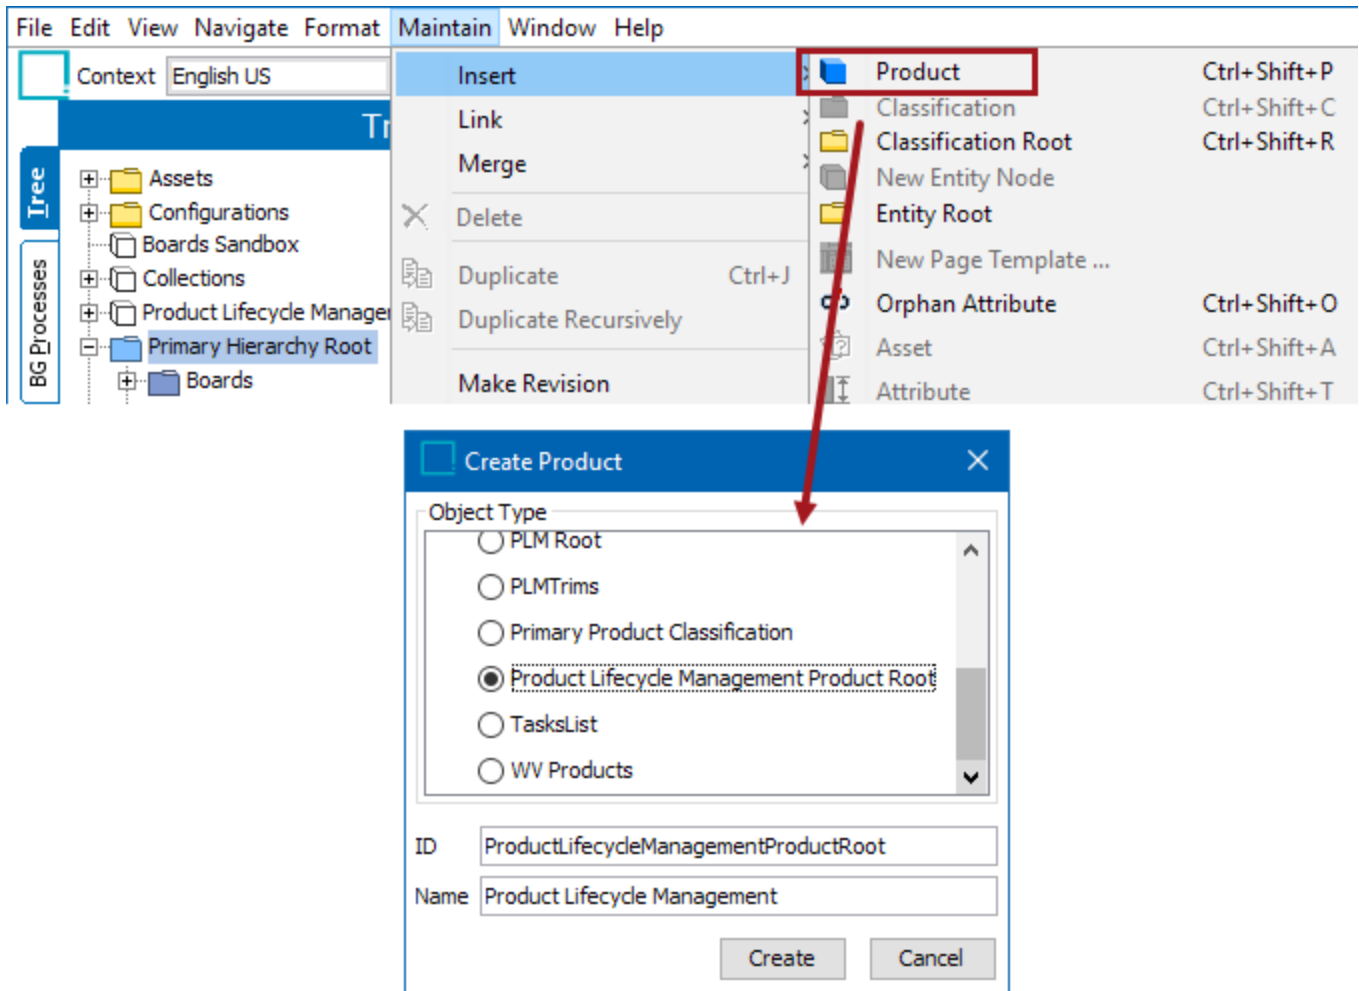 File Edit View Navigate Format Maintain Window Help
Context English US
Tr
Tree
BG Processes
Assets
Configurations
Boards Sandbox
Collections
Product Lifecycle Manage
Primary Hierarchy Root
Boards
Insert
Link
Merge
Delete
Duplicate Ctrl+J
Duplicate Recursively
Make Revision
Product Ctrl+Shift+P
Classification Ctrl+Shift+C
Classification Root Ctrl+Shift+R
New Entity Node
Entity Root
New Page Template ...
Orphan Attribute Ctrl+Shift+O
Asset Ctrl+Shift+A
Attribute Ctrl+Shift+T
Create Product
Object Type
PLM Root
PLMTrims
Primary Product Classification
Product Lifecycle Management Product Root
TasksList
WV Products
ID ProductLifecycleManagementProductRoot
Name Product Lifecycle Management
Create Cancel